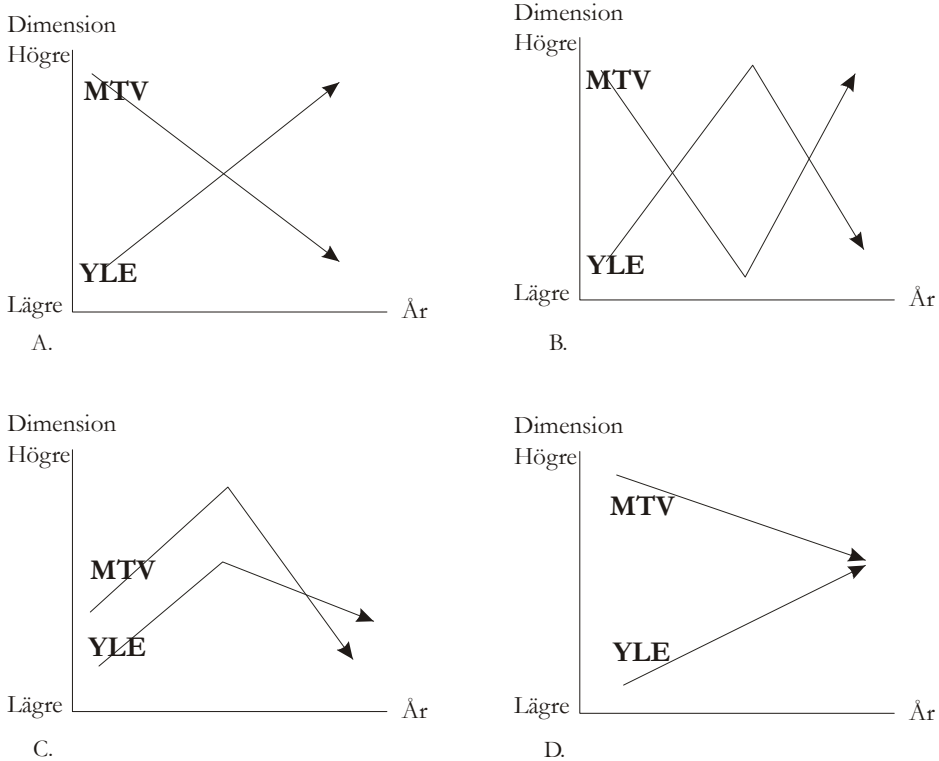 Dimension
Högre
MTV
YLE
Lägre
År
A.
Dimension
Högre
MTV
YLE
Lägre
År
B.
Dimension
Högre
MTV
YLE
Lägre
År
C.
Dimension
Högre
MTV
YLE
Lägre
År
D.